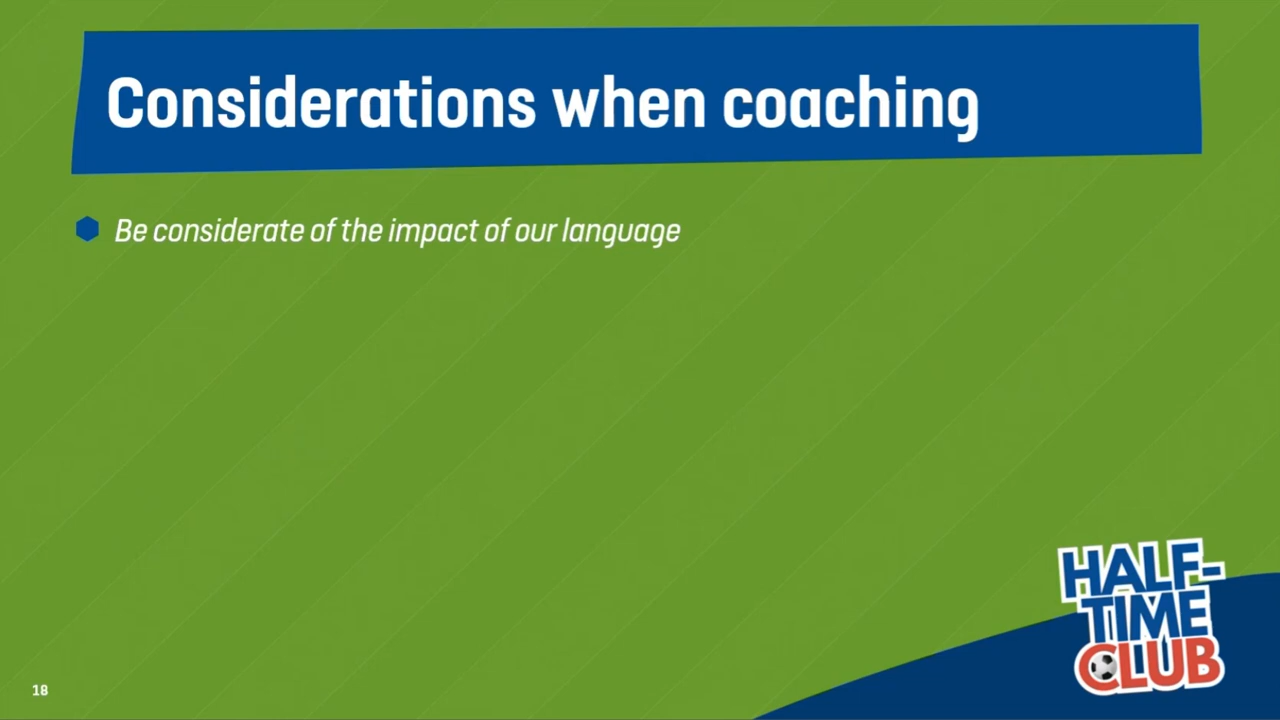 Considerations when coaching
Be considerate of the impact of our language
HALF-
TIME
CLUB
18